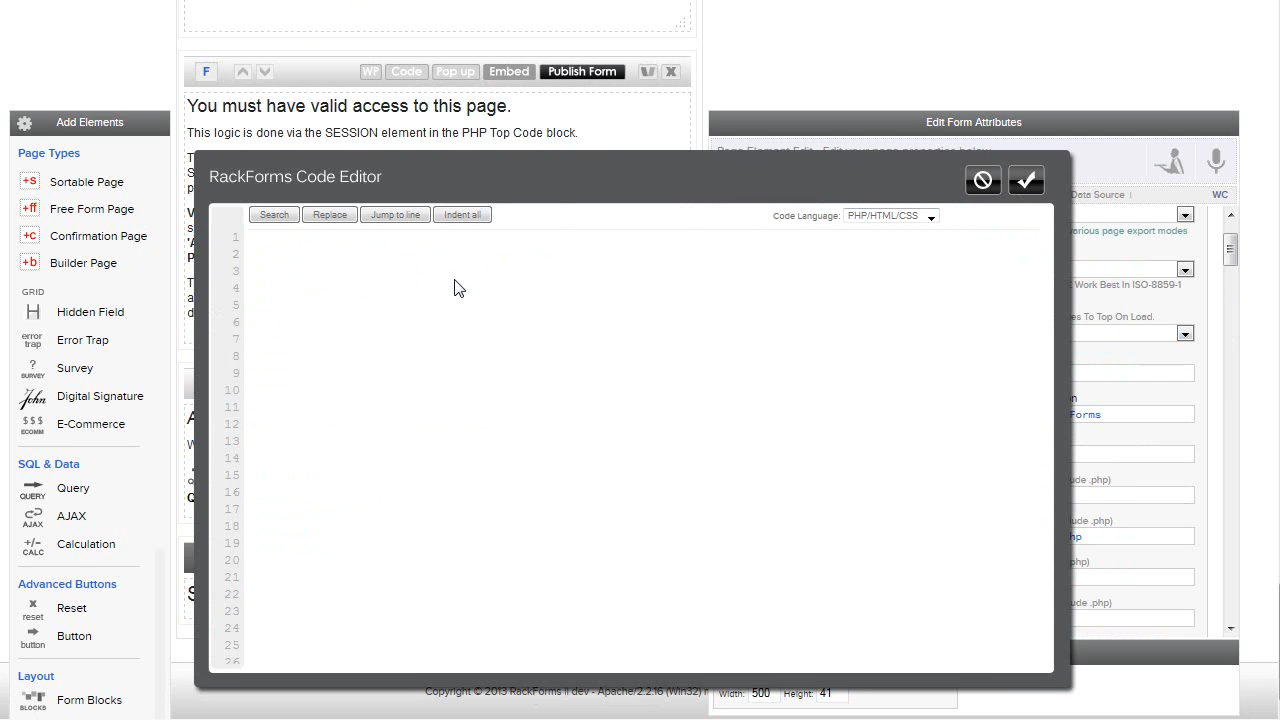 F
WP
Code
Pop up
Embed
Publish Form
X
You must have valid access to this page.
This logic is done via the SESSION element in the PHP Top Code block.
Add Elements
Page Types
+s Sortable Page
+ff Free Form Page
+c Confirmation Page
+b Builder Page
GRID
H Hidden Field
error trap Error Trap
? SURVEY Survey
John Digital Signature
$$$ ECOMM E-Commerce
SQL & Data
QUERY Query
AJAX AJAX
+/- CALC Calculation
Advanced Buttons
x reset Reset
button Button
Layout
BLOCKS Form Blocks
RackForms Code Editor
Search
Replace
Jump to line
Indent all
Code Language:
PHP/HTML/CSS
1
2
3
4
5
6
7
8
9
10
11
12
13
14
15
16
17
18
19
20
21
22
23
24
25
26
Edit Form Attributes
Data Source |
WC
various page export modes
Work Best In ISO-8859-1
es To Top On Load.
on
Forms
ude .php)
ude .php)
hp
php)
ude .php)
Copyright © 2013 RackForms II dev - Apache/2.2.16 (Win32)
Width: 500 Height: 41